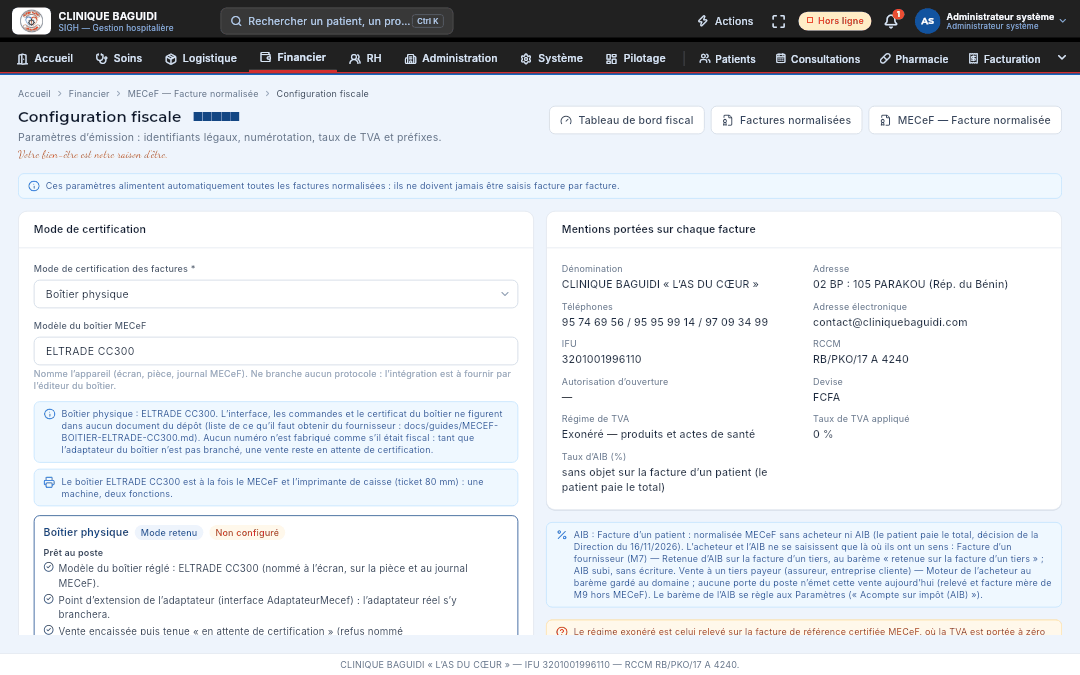 CLINIQUE BAGUIDI
SIGH — Gestion hospitalière
Rechercher un patient, un pro... Ctrl K
Actions
Hors ligne
1
AS
Administrateur système
Administrateur système
Accueil Soins Logistique Financier RH Administration Système Pilotage Patients Consultations Pharmacie Facturation
Accueil > Financier > MECeF — Facture normalisée > Configuration fiscale
Configuration fiscale
Paramètres d'émission : identifiants légaux, numérotation, taux de TVA et préfixes.
Votre bien-être est notre raison d'être.
Tableau de bord fiscal
Factures normalisées
MECeF — Facture normalisée
Ces paramètres alimentent automatiquement toutes les factures normalisées : ils ne doivent jamais être saisis facture par facture.
Mode de certification
Mode de certification des factures *
Boîtier physique
Modèle du boîtier MECeF
ELTRADE CC300
Nomme l'appareil (écran, pièce, journal MECeF). Ne branche aucun protocole : l'intégration est à fournir par
l'éditeur du boîtier.
Boîtier physique : ELTRADE CC300. L'interface, les commandes et le certificat du boîtier ne figurent
dans aucun document du dépôt (liste de ce qu'il faut obtenir du fournisseur : docs/guides/MECEF-
BOITIER-ELTRADE-CC300.md). Aucun numéro n'est fabriqué comme s'il était fiscal : tant que
l'adaptateur du boîtier n'est pas branché, une vente reste en attente de certification.
Le boîtier ELTRADE CC300 est à la fois le MECeF et l'imprimante de caisse (ticket 80 mm) : une
machine, deux fonctions.
Boîtier physique Mode retenu Non configuré
Prêt au poste
Modèle du boîtier réglé : ELTRADE CC300 (nommé à l'écran, sur la pièce et au journal
MECeF).
Point d'extension de l'adaptateur (interface AdaptateurMecef) : l'adaptateur réel s'y
branchera.
Vente encaissée puis tenue « en attente de certification » (refus nommé
Mentions portées sur chaque facture
Dénomination
CLINIQUE BAGUIDI « L'AS DU CŒUR »
Adresse
02 BP : 105 PARAKOU (Rép. du Bénin)
Téléphones
95 74 69 56 / 95 95 99 14 / 97 09 34 99
Adresse électronique
contact@cliniquebaguidi.com
IFU
3201001996110
RCCM
RB/PKO/17 A 4240
Autorisation d'ouverture
—
Devise
FCFA
Régime de TVA
Exonéré — produits et actes de santé
Taux de TVA appliqué
0 %
Taux d'AIB (%)
sans objet sur la facture d'un patient (le
patient paie le total)
AIB : Facture d'un patient : normalisée MECeF sans acheteur ni AIB (le patient paie le total, décision de la
Direction du 16/11/2026). L'acheteur et l'AIB ne se saisissent que là où ils ont un sens : Facture d'un
fournisseur (M7) — Retenue d'AIB sur la facture d'un tiers, au barème « retenue sur la facture d'un tiers » ;
AIB subi, sans écriture. Vente à un tiers payeur (assureur, entreprise cliente) — Moteur de l'acheteur au
barème gardé au domaine ; aucune porte du poste n'émet cette vente aujourd'hui (relevé et facture mère de
M9 hors MECeF). Le barème de l'AIB se règle aux Paramètres (« Acompte sur impôt (AIB) »).
Le régime exonéré est celui relevé sur la facture de référence certifiée MECeF, où la TVA est portée à zéro
CLINIQUE BAGUIDI « L'AS DU CŒUR » — IFU 3201001996110 — RCCM RB/PKO/17 A 4240.